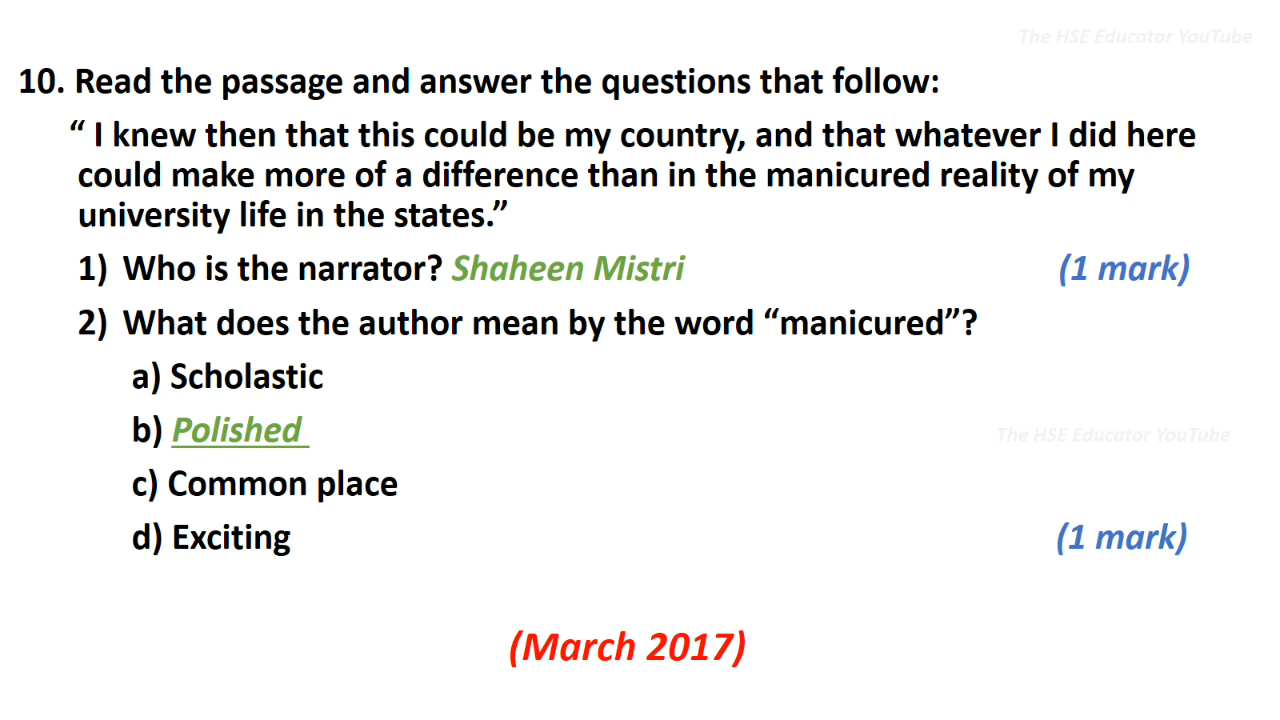 The HSE Educator YouTube
10. Read the passage and answer the questions that follow:
“ I knew then that this could be my country, and that whatever I did here
could make more of a difference than in the manicured reality of my
university life in the states.”
1) Who is the narrator? Shaheen Mistri (1 mark)
2) What does the author mean by the word “manicured”?
a) Scholastic
b) Polished
The HSE Educator YouTube
c) Common place
d) Exciting (1 mark)
(March 2017)